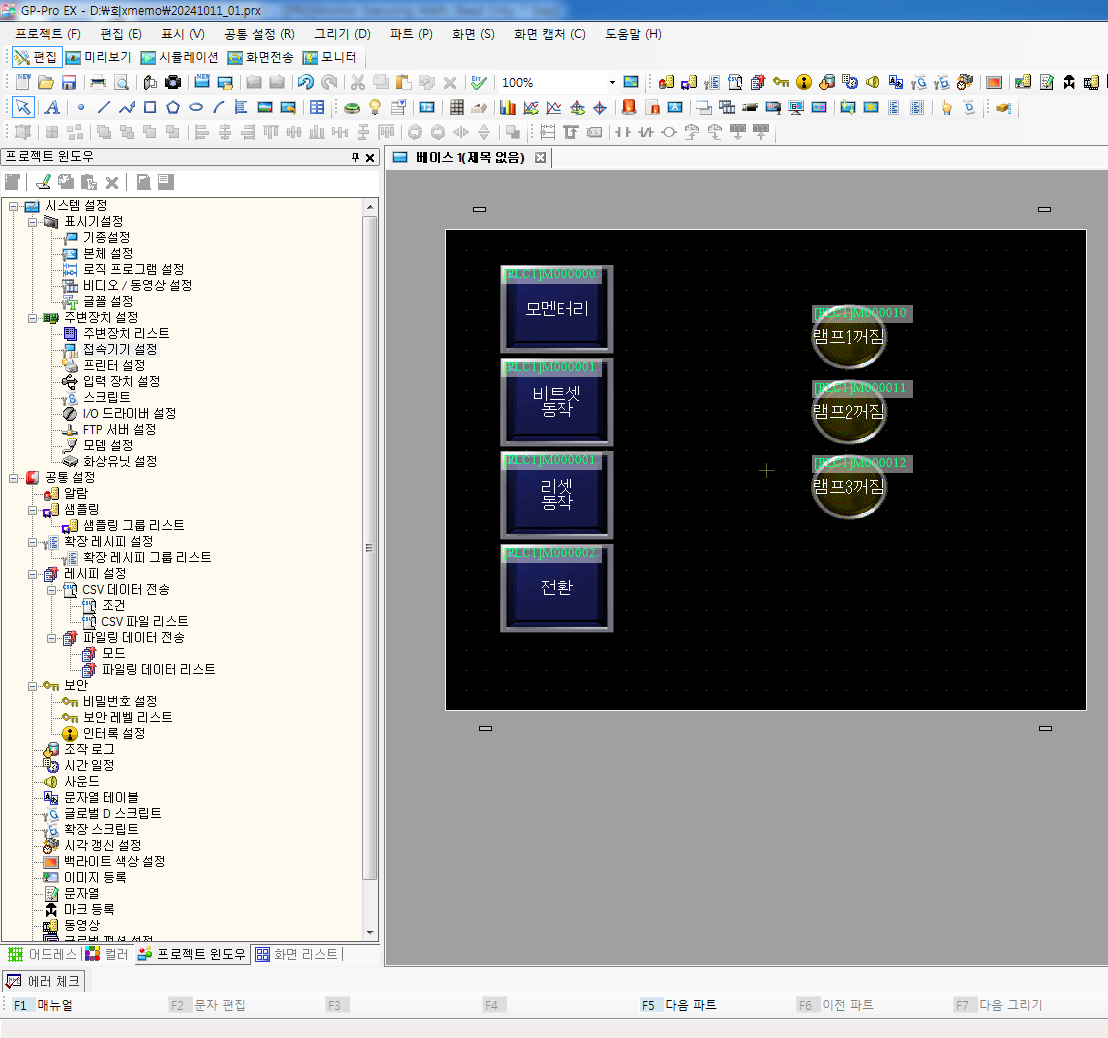 GP-Pro EX - D:₩회xmemo₩20241011_01.prx
프로젝트 (F) 편집 (E) 표시 (V) 공통 설정 (R) 그리기 (D) 파트 (P) 화면 (S) 화면 캡처 (C) 도움말 (H)
편집 미리보기 시뮬레이션 화면전송 모니터
100%
프로젝트 윈도우
베이스 1(제목 없음)
시스템 설정
표시기설정
기종설정
본체 설정
로직 프로그램 설정
비디오 / 동영상 설정
글꼴 설정
주변장치 설정
주변장치 리스트
접속기기 설정
프린터 설정
입력 장치 설정
스크립트
I/O 드라이버 설정
FTP 서버 설정
모뎀 설정
화상유닛 설정
공통 설정
알람
샘플링
샘플링 그룹 리스트
확장 레시피 설정
확장 레시피 그룹 리스트
레시피 설정
CSV 데이터 전송
조건
CSV 파일 리스트
파일링 데이터 전송
모드
파일링 데이터 리스트
보안
비밀번호 설정
보안 레벨 리스트
인터록 설정
조작 로그
시간 일정
사운드
문자열 테이블
글로벌 D 스크립트
확장 스크립트
시각 갱신 설정
백라이트 색상 설정
이미지 등록
문자열
마크 등록
동영상
글로벌 펑션 설정
[PLC1]M000000
모멘터리
[PLC1]M000001
비트셋
동작
[PLC1]M000001
리셋
동작
[PLC1]M000002
전환
[PLC1]M000010
램프1꺼짐
[PLC1]M000011
램프2꺼짐
[PLC1]M000012
램프3꺼짐
어드레스 컬러 프로젝트 윈도우 화면 리스트
에러 체크
F1 매뉴얼 F2 문자 편집 F3 F4 F5 다음 파트 F6 이전 파트 F7 다음 그리기